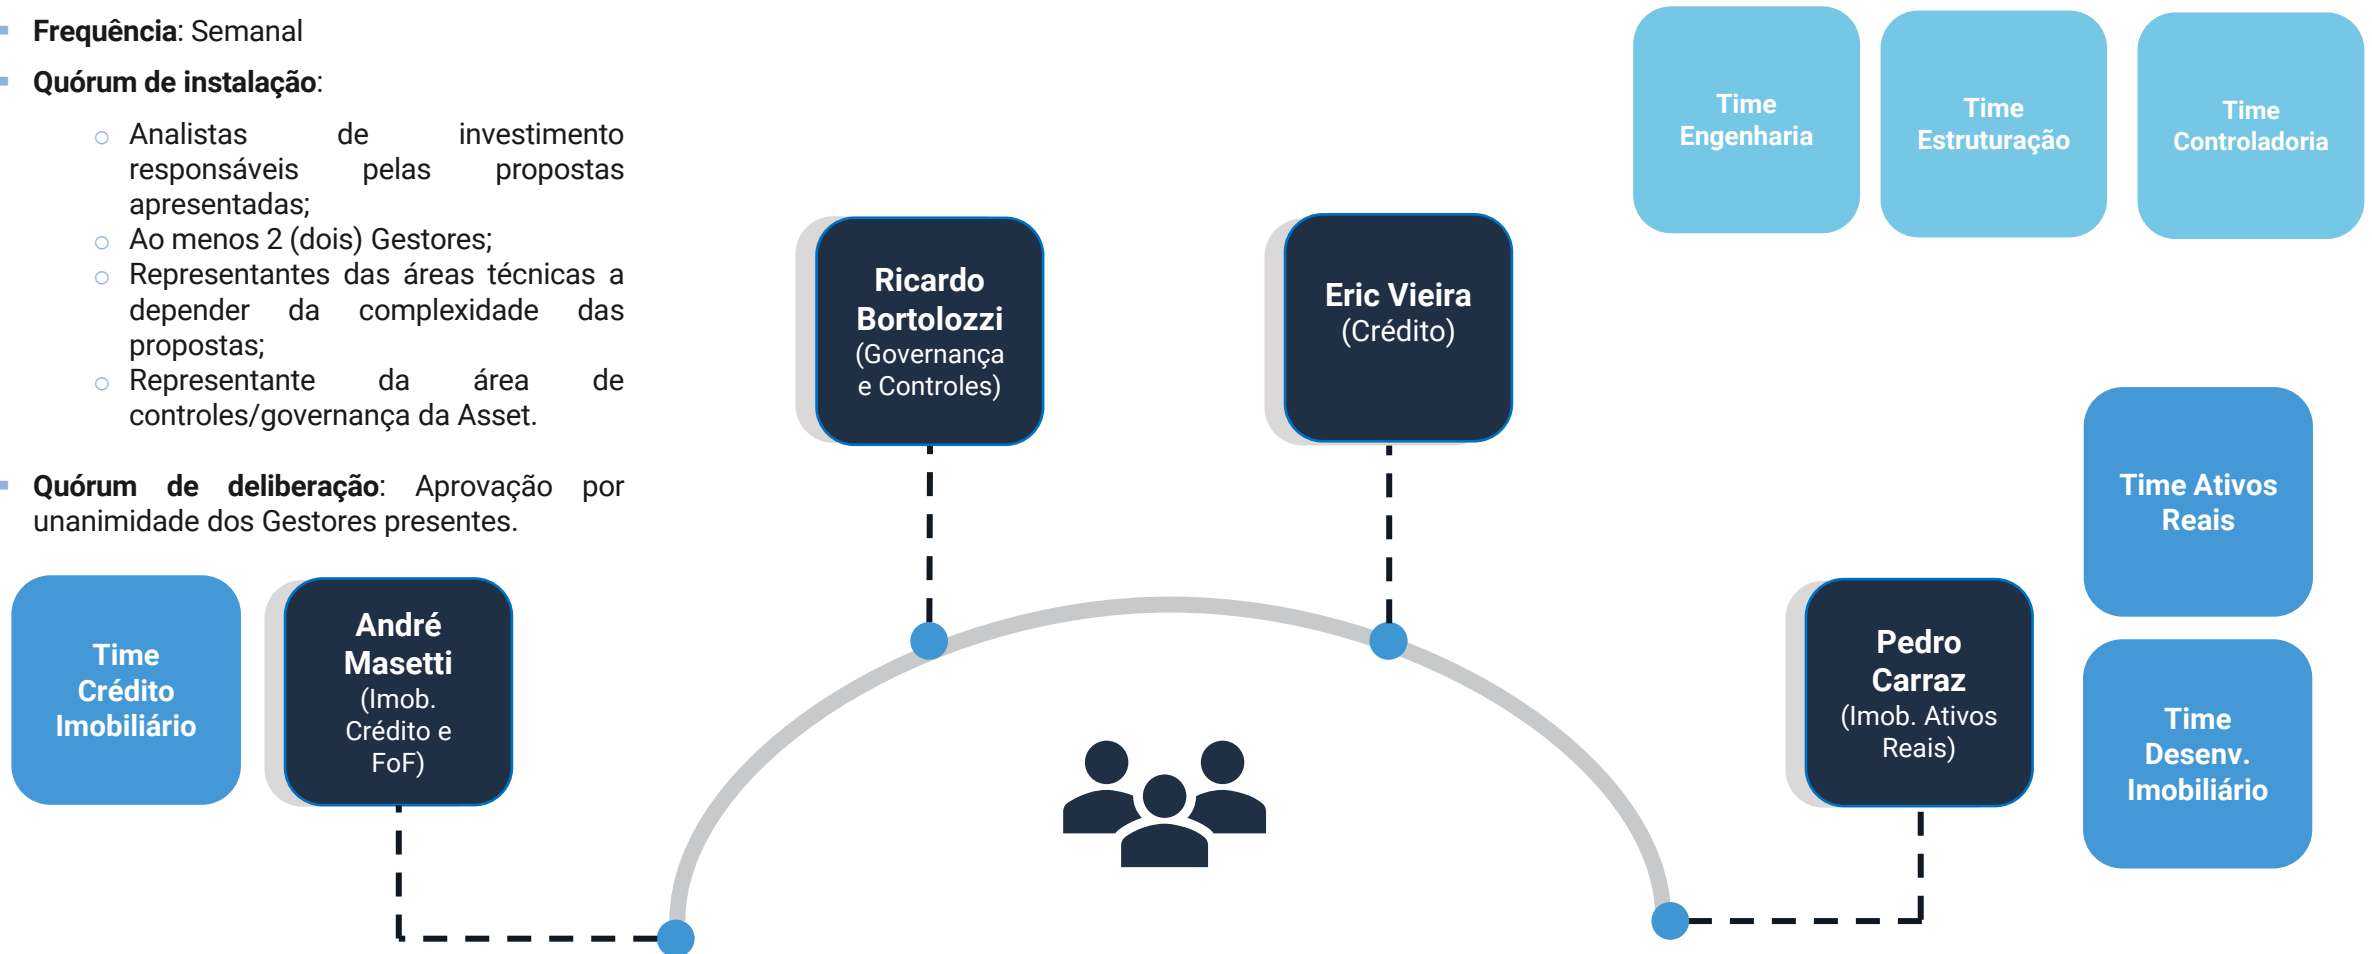 Frequência: Semanal
Quórum de instalação:
Analistas de investimento
responsáveis pelas propostas
apresentadas;
Ao menos 2 (dois) Gestores;
Representantes das áreas técnicas a
depender da complexidade das
propostas;
Representante da área de
controles/governança da Asset.
Quórum de deliberação: Aprovação por
unanimidade dos Gestores presentes.
Time
Engenharia
Time
Estruturação
Time
Controladoria
Ricardo
Bortolozzi
(Governança
e Controles)
Eric Vieira
(Crédito)
Time Ativos
Reais
Time
Crédito
Imobiliário
André
Masetti
(Imob.
Crédito e
FoF)
Pedro
Carraz
(Imob. Ativos
Reais)
Time
Desenv.
Imobiliário